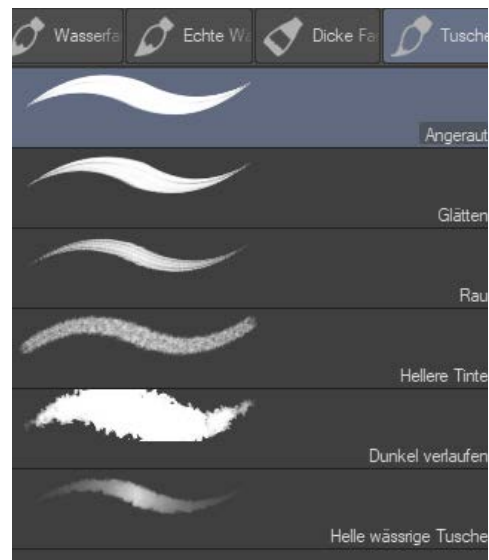 Wasserfa
Echte Wa
Dicke Fa
Tusche
Angeraut
Glätten
Rau
Hellere Tinte
Dunkel verlaufen
Helle wässrige Tusche